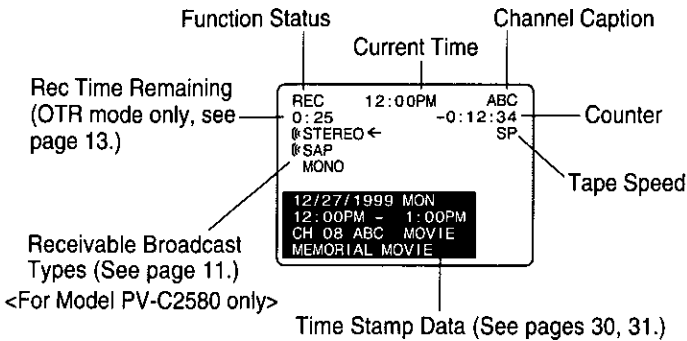 Function Status
Channel Caption
Current Time
Rec Time Remaining
(OTR mode only, see
page 13.)
REC 12:00PM ABC
0:25 -0:12:34
STEREO← SP
SAP
MONO
Counter
Tape Speed
12/27/1999 MON
12:00PM - 1:00PM
CH 08 ABC MOVIE
MEMORIAL MOVIE
Receivable Broadcast
Types (See page 11.)
<For Model PV-C2580 only>
Time Stamp Data (See pages 30, 31.)